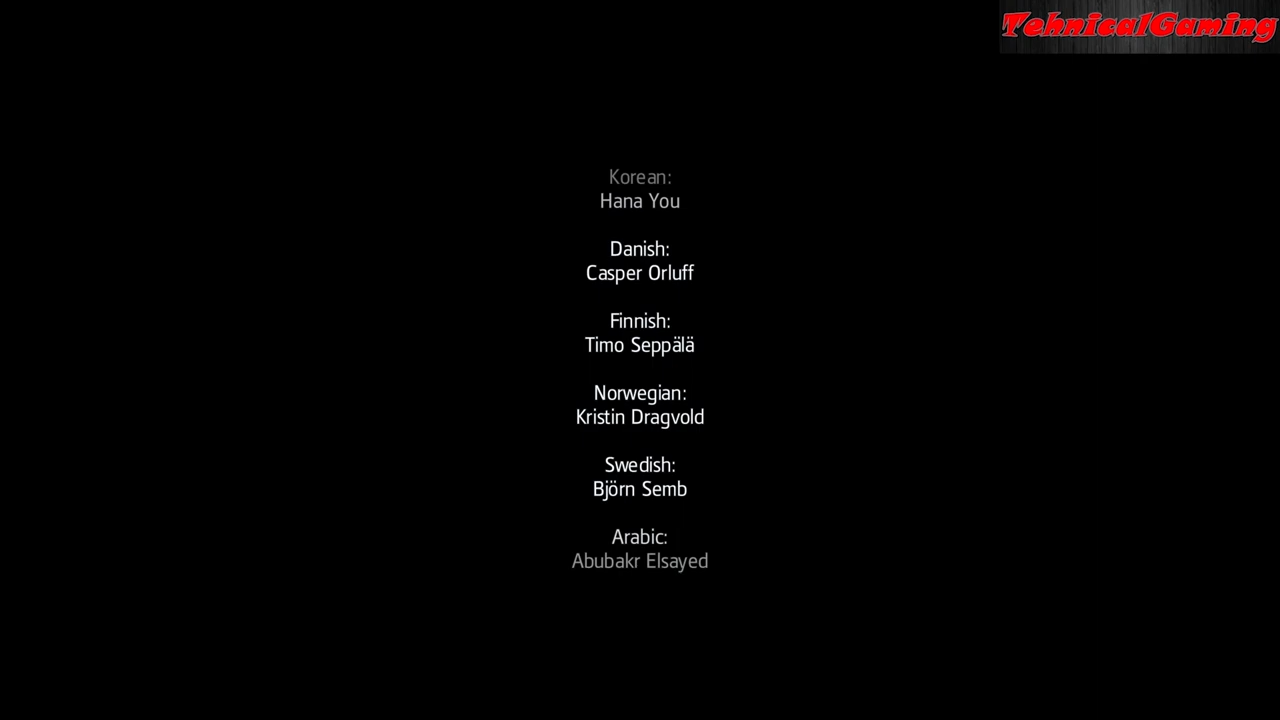 TehnicalGaming
Korean:
Hana You
Danish:
Casper Orluff
Finnish:
Timo Seppälä
Norwegian:
Kristin Dragvold
Swedish:
Björn Semb
Arabic:
Abubakr Elsayed